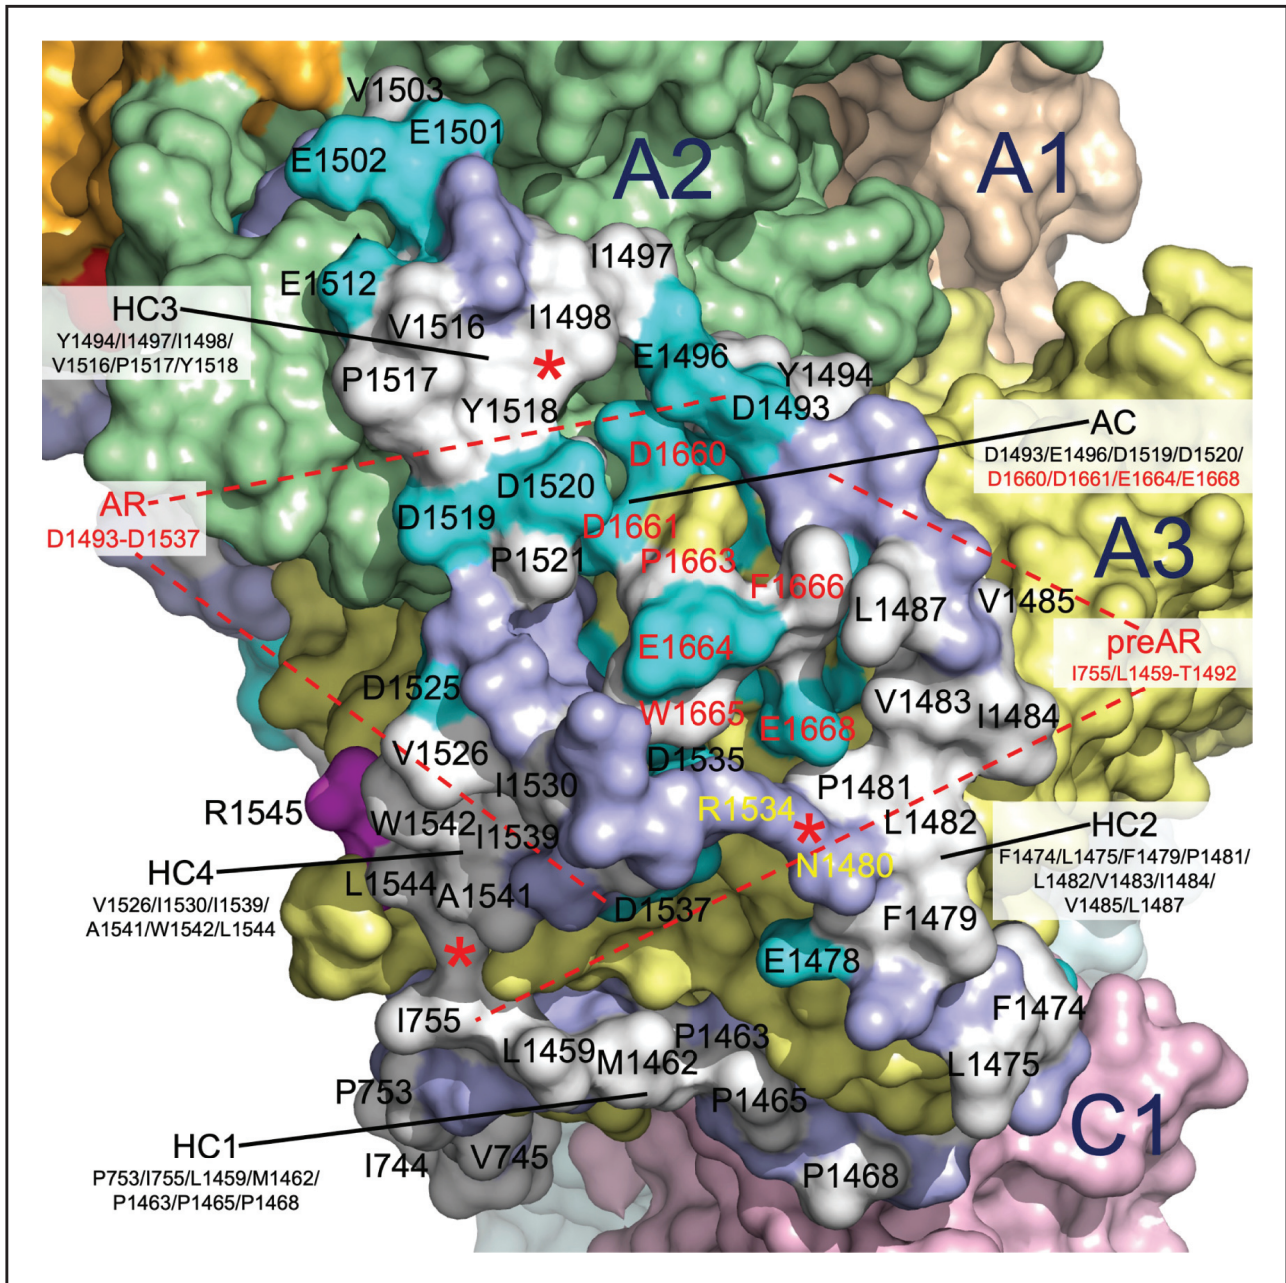 V1503
E1501
E1502
A2
A1
I1497
E1512
HC3
Y1494/I1497/I1498/
V1516/P1517/Y1518
V1516
I1498
*
E1496
Y1494
P1517
Y1518
D1493
AC
D1493/E1496/D1519/D1520/
D1660/D1661/E1664/E1668
D1660
D1520
AR
D1493-D1537
D1519
D1661
P1521
P1663
F1666
A3
L1487
V1485
E1664
preAR
I755/L1459-T1492
D1525
V1483
I1484
W1665
E1668
V1526
D1535
I1530
P1481
R1545
R1534
*
W1542
I1539
L1482
HC2
F1474/L1475/F1479/P1481/
L1482/V1483/I1484/
V1485/L1487
N1480
HC4
V1526/I1530/I1539/
A1541/W1542/L1544
L1544
A1541
D1537
F1479
*
E1478
F1474
I755
P1463
L1459
M1462
L1475
P753
P1465
C1
HC1
P753/I755/L1459/M1462/
P1463/P1465/P1468
I744
V745
P1468